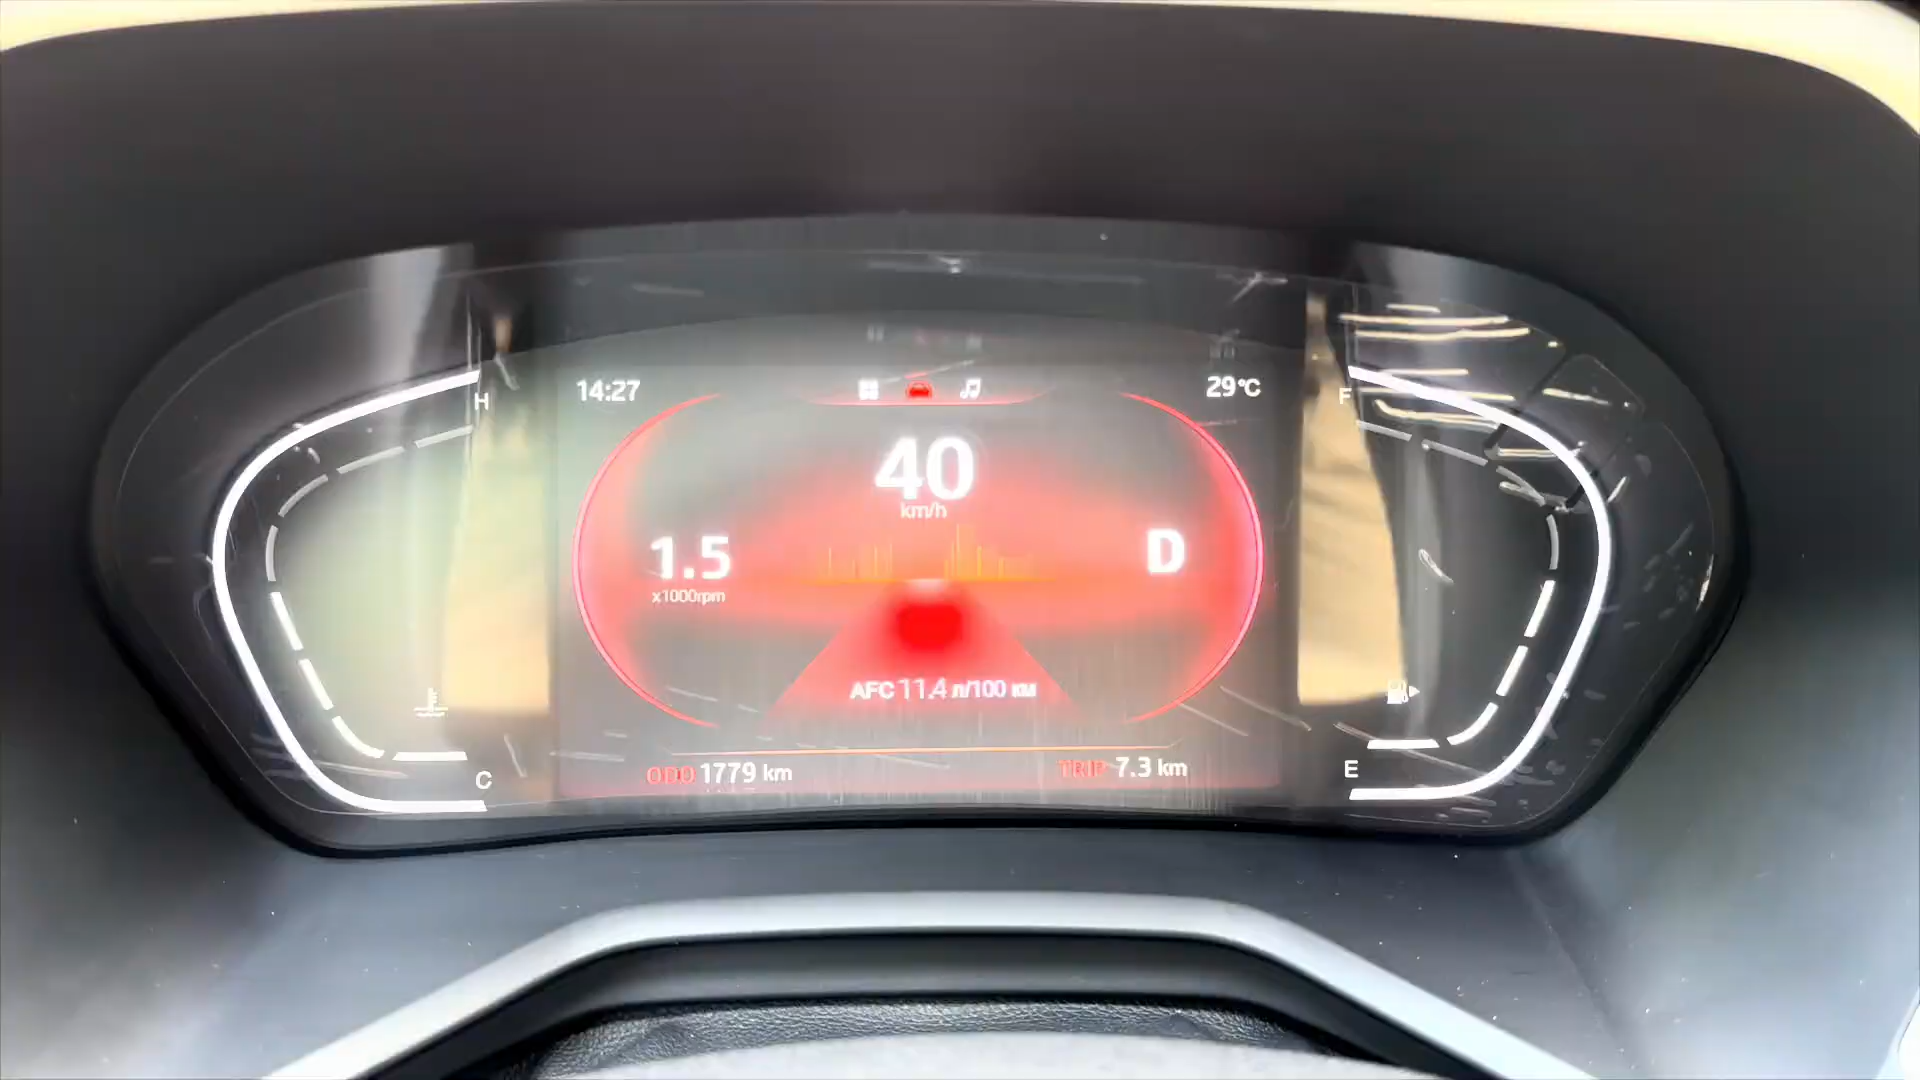 14:27
29°C
H
F
40
km/h
1.5
x1000rpm
D
AFC 11.4 л/100 км
C
E
ODO 1779 km
TRIP 7.3 km